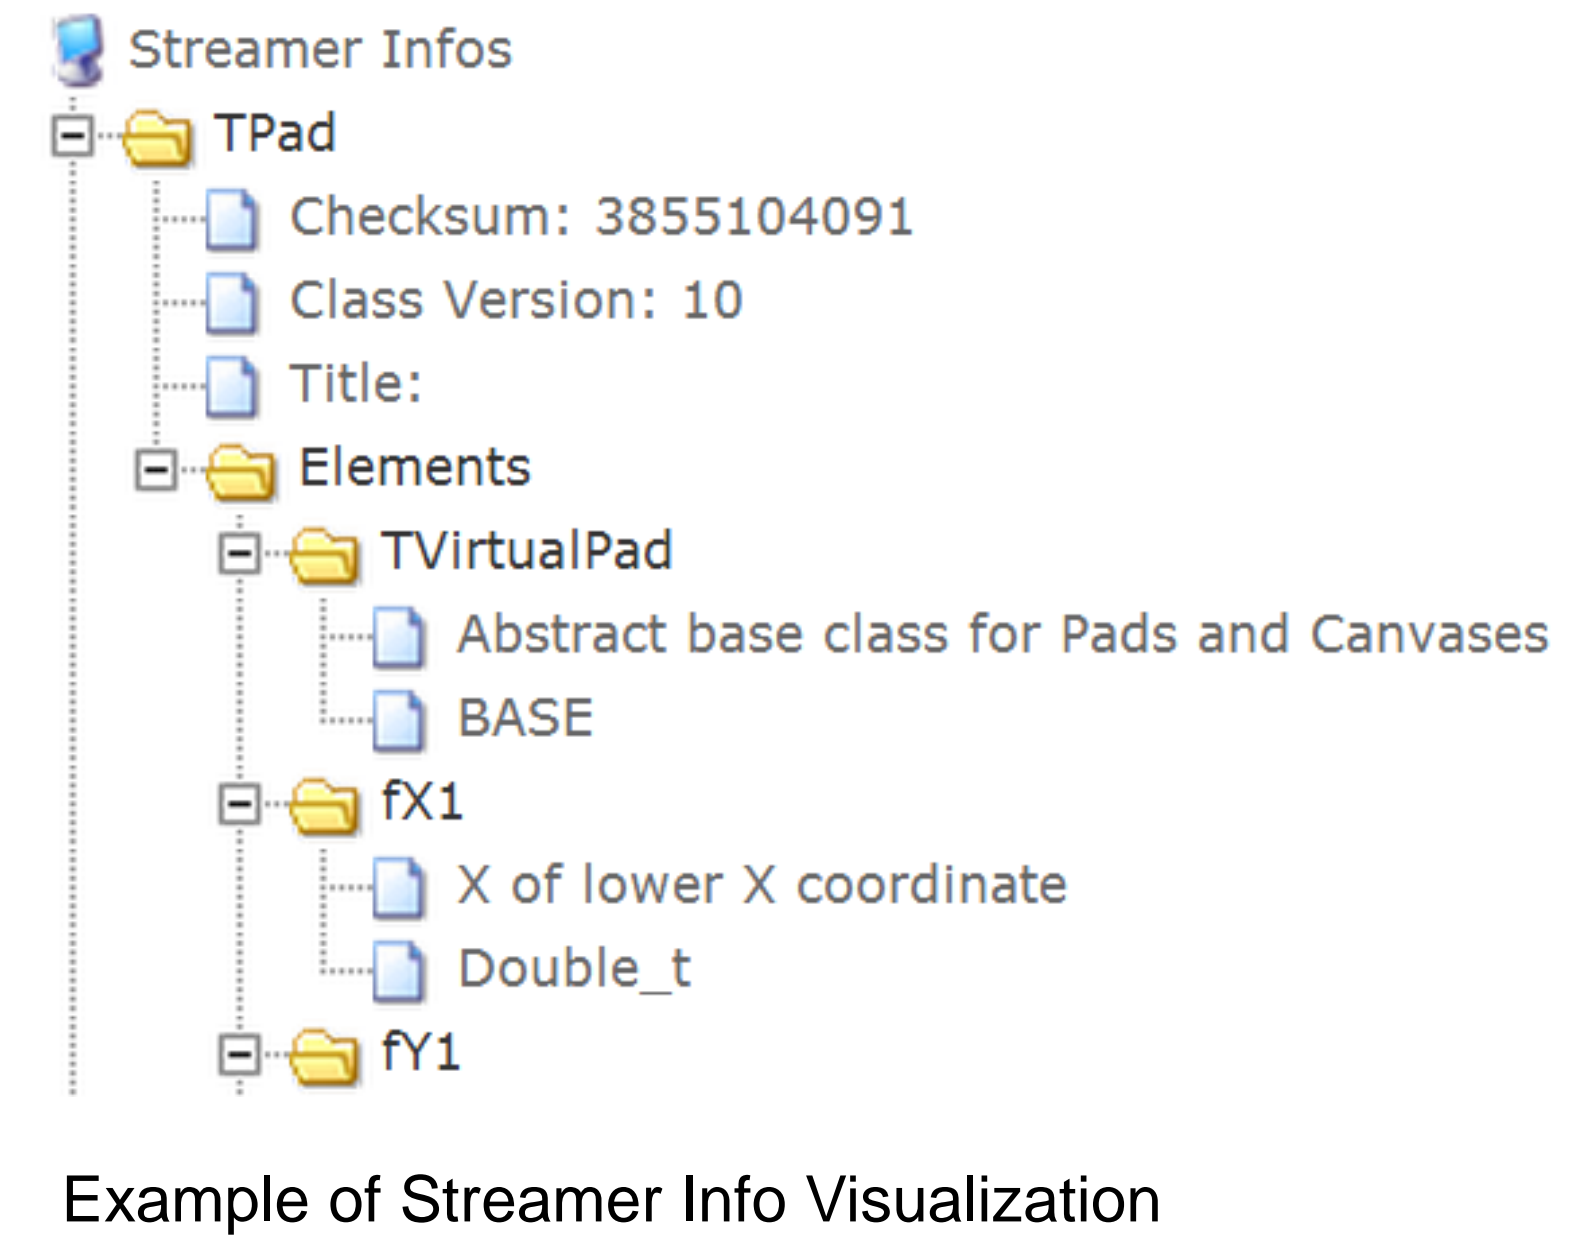 Streamer Infos
TPad
Checksum: 3855104091
Class Version: 10
Title:
Elements
TVirtualPad
Abstract base class for Pads and Canvases
BASE
fX1
X of lower X coordinate
Double_t
fY1
Example of Streamer Info Visualization